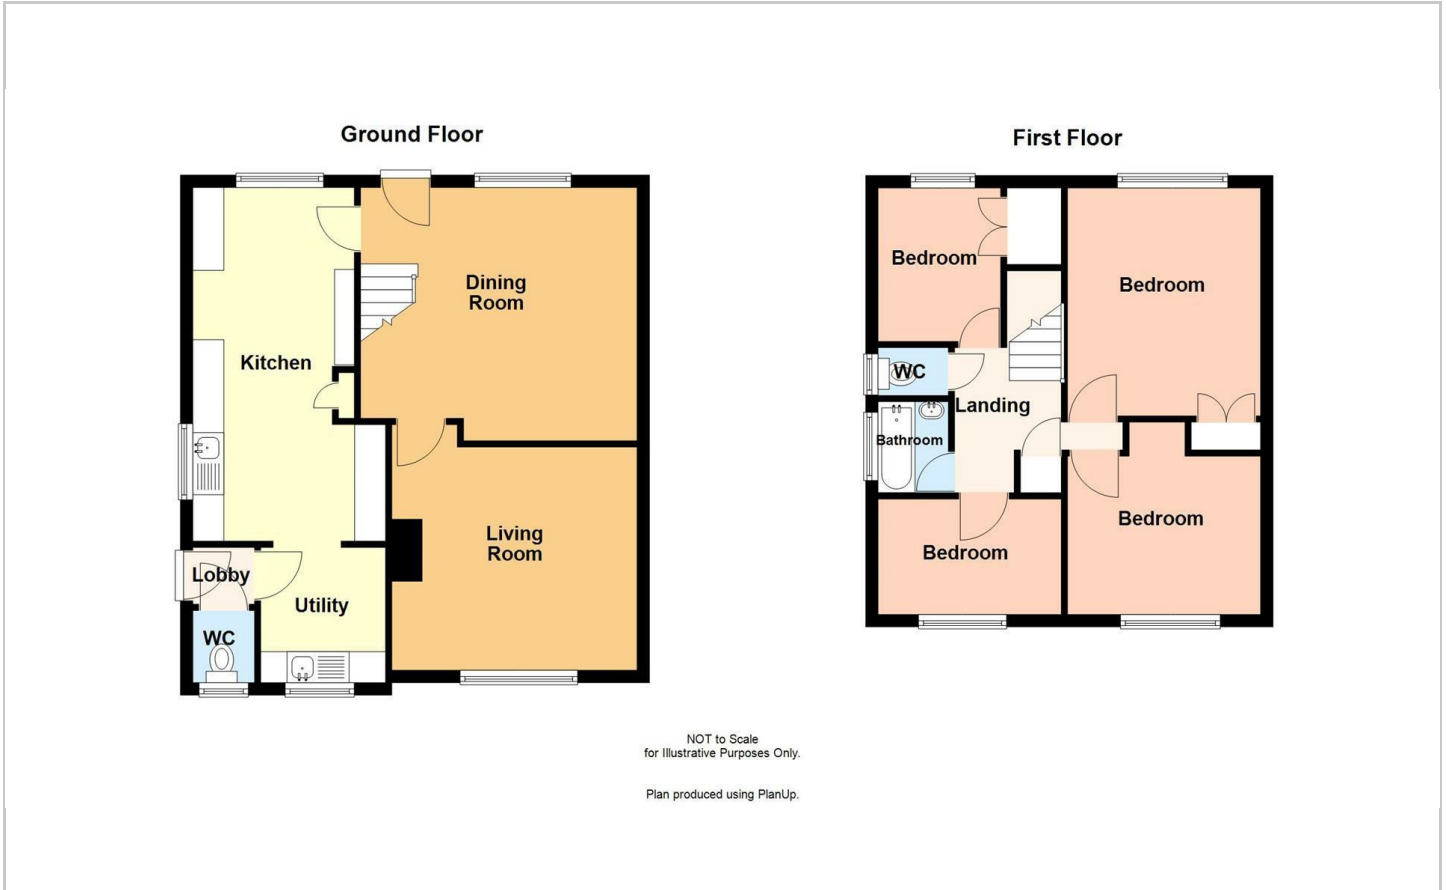 Ground Floor
First Floor
Dining
Room
Kitchen
Living
Room
Lobby
Utility
WC
Bedroom
Bedroom
WC
Landing
Bathroom
Bedroom
Bedroom
NOT to Scale
for Illustrative Purposes Only.
Plan produced using PlanUp.